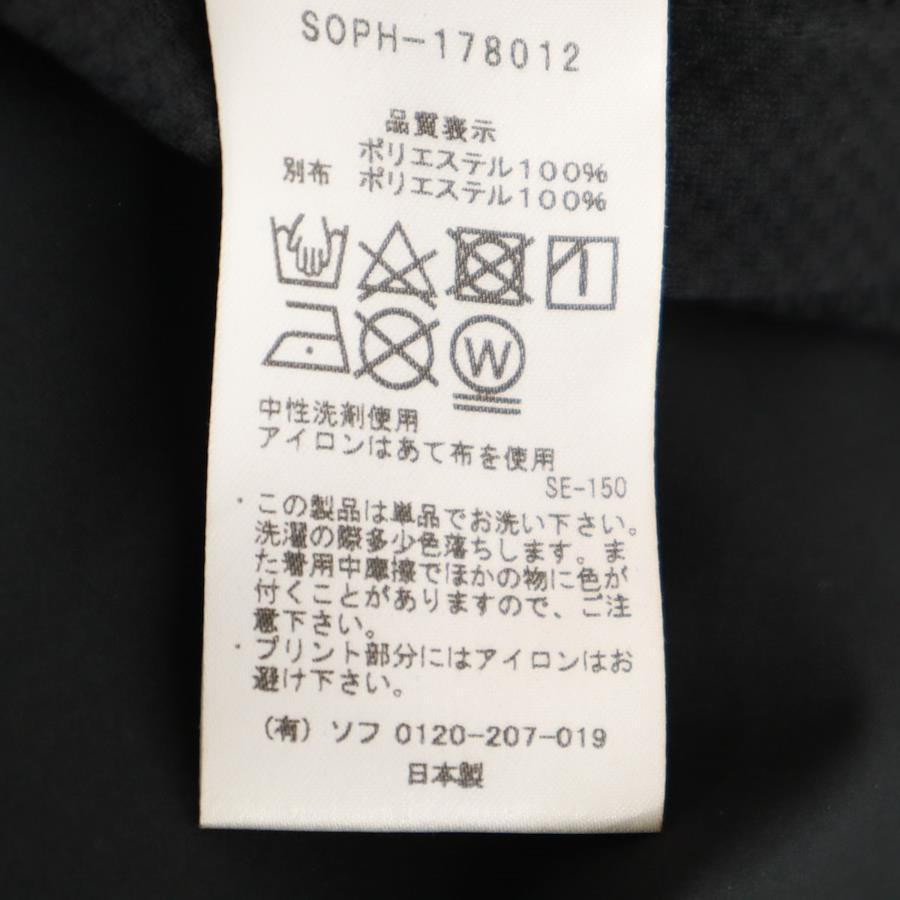 SOPH-178012
品質表示
ポリエステル100%
別布 ポリエステル100%
W
中性洗剤使用
アイロンはあて布を使用
SE-150
・この製品は単品でお洗い下さい。
洗濯の際多少色落ちします。ま
た着用中摩擦でほかの物に色が
付くことがありますので、ご注
意下さい。
・プリント部分にはアイロンはお
避け下さい。
(有) ソフ 0120-207-019
日本製